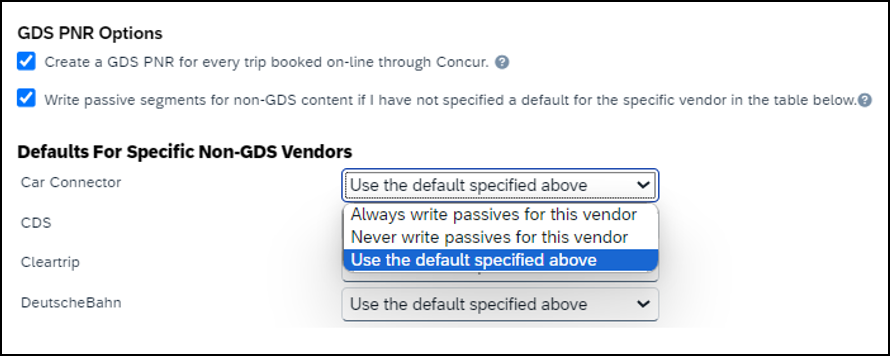 GDS PNR Options
Create a GDS PNR for every trip booked on-line through Concur. ?
Write passive segments for non-GDS content if I have not specified a default for the specific vendor in the table below. ?
Defaults For Specific Non-GDS Vendors
Car Connector
Use the default specified above
Always write passives for this vendor
CDS
Never write passives for this vendor
Use the default specified above
Cleartrip
DeutscheBahn
Use the default specified above